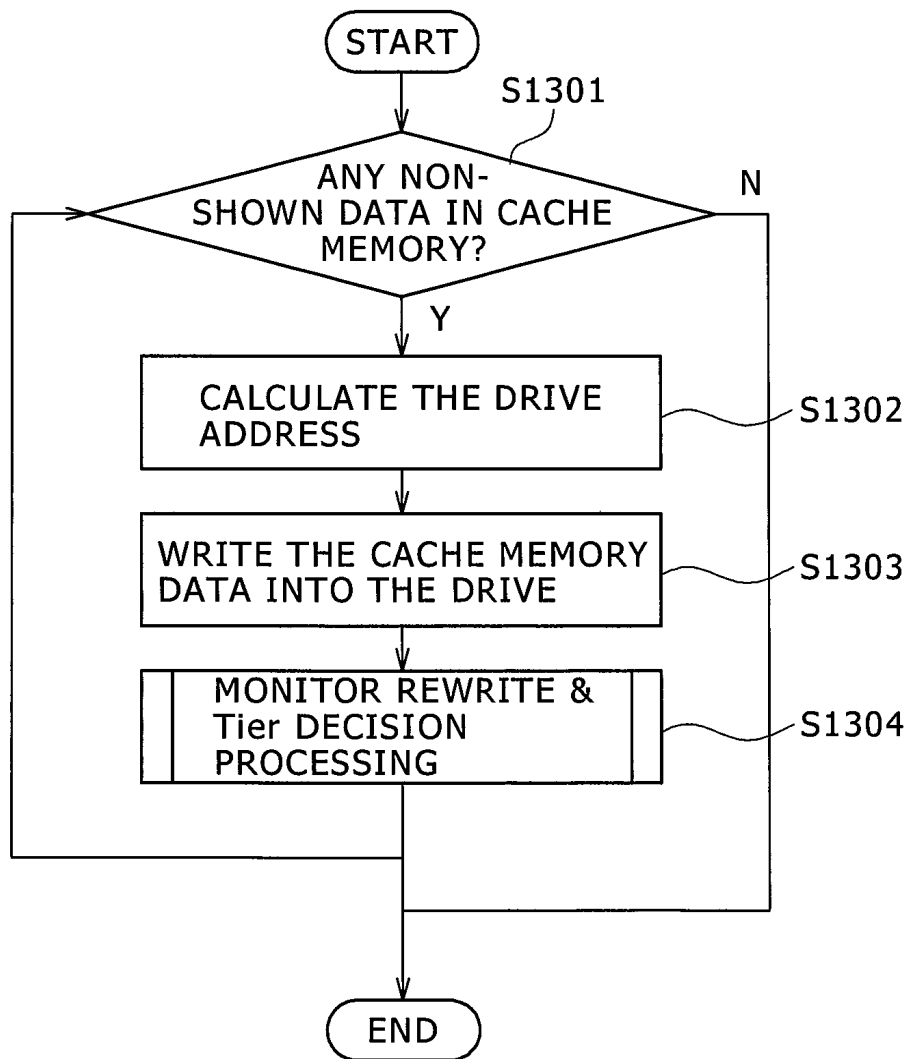 START
S1301
ANY NON-
SHOWN DATA IN CACHE
MEMORY?
N
Y
CALCULATE THE DRIVE
ADDRESS
S1302
WRITE THE CACHE MEMORY
DATA INTO THE DRIVE
S1303
MONITOR REWRITE &
Tier DECISION
PROCESSING
S1304
END